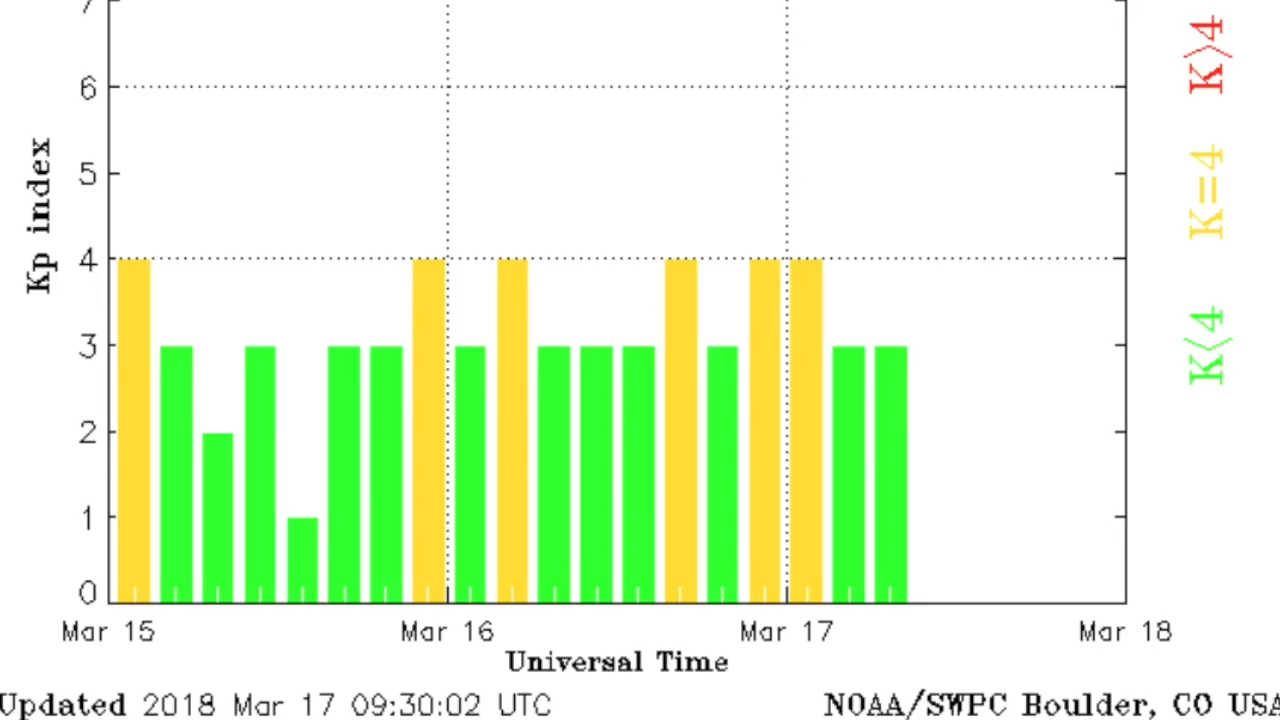 7
6
5
4
3
2
1
0
Kp index
Mar 15 Mar 16 Mar 17 Mar 18
Universal Time
Updated 2018 Mar 17 09:30:02 UTC
NOAA/SWPC Boulder, CO USA
K<4 K=4 K>4